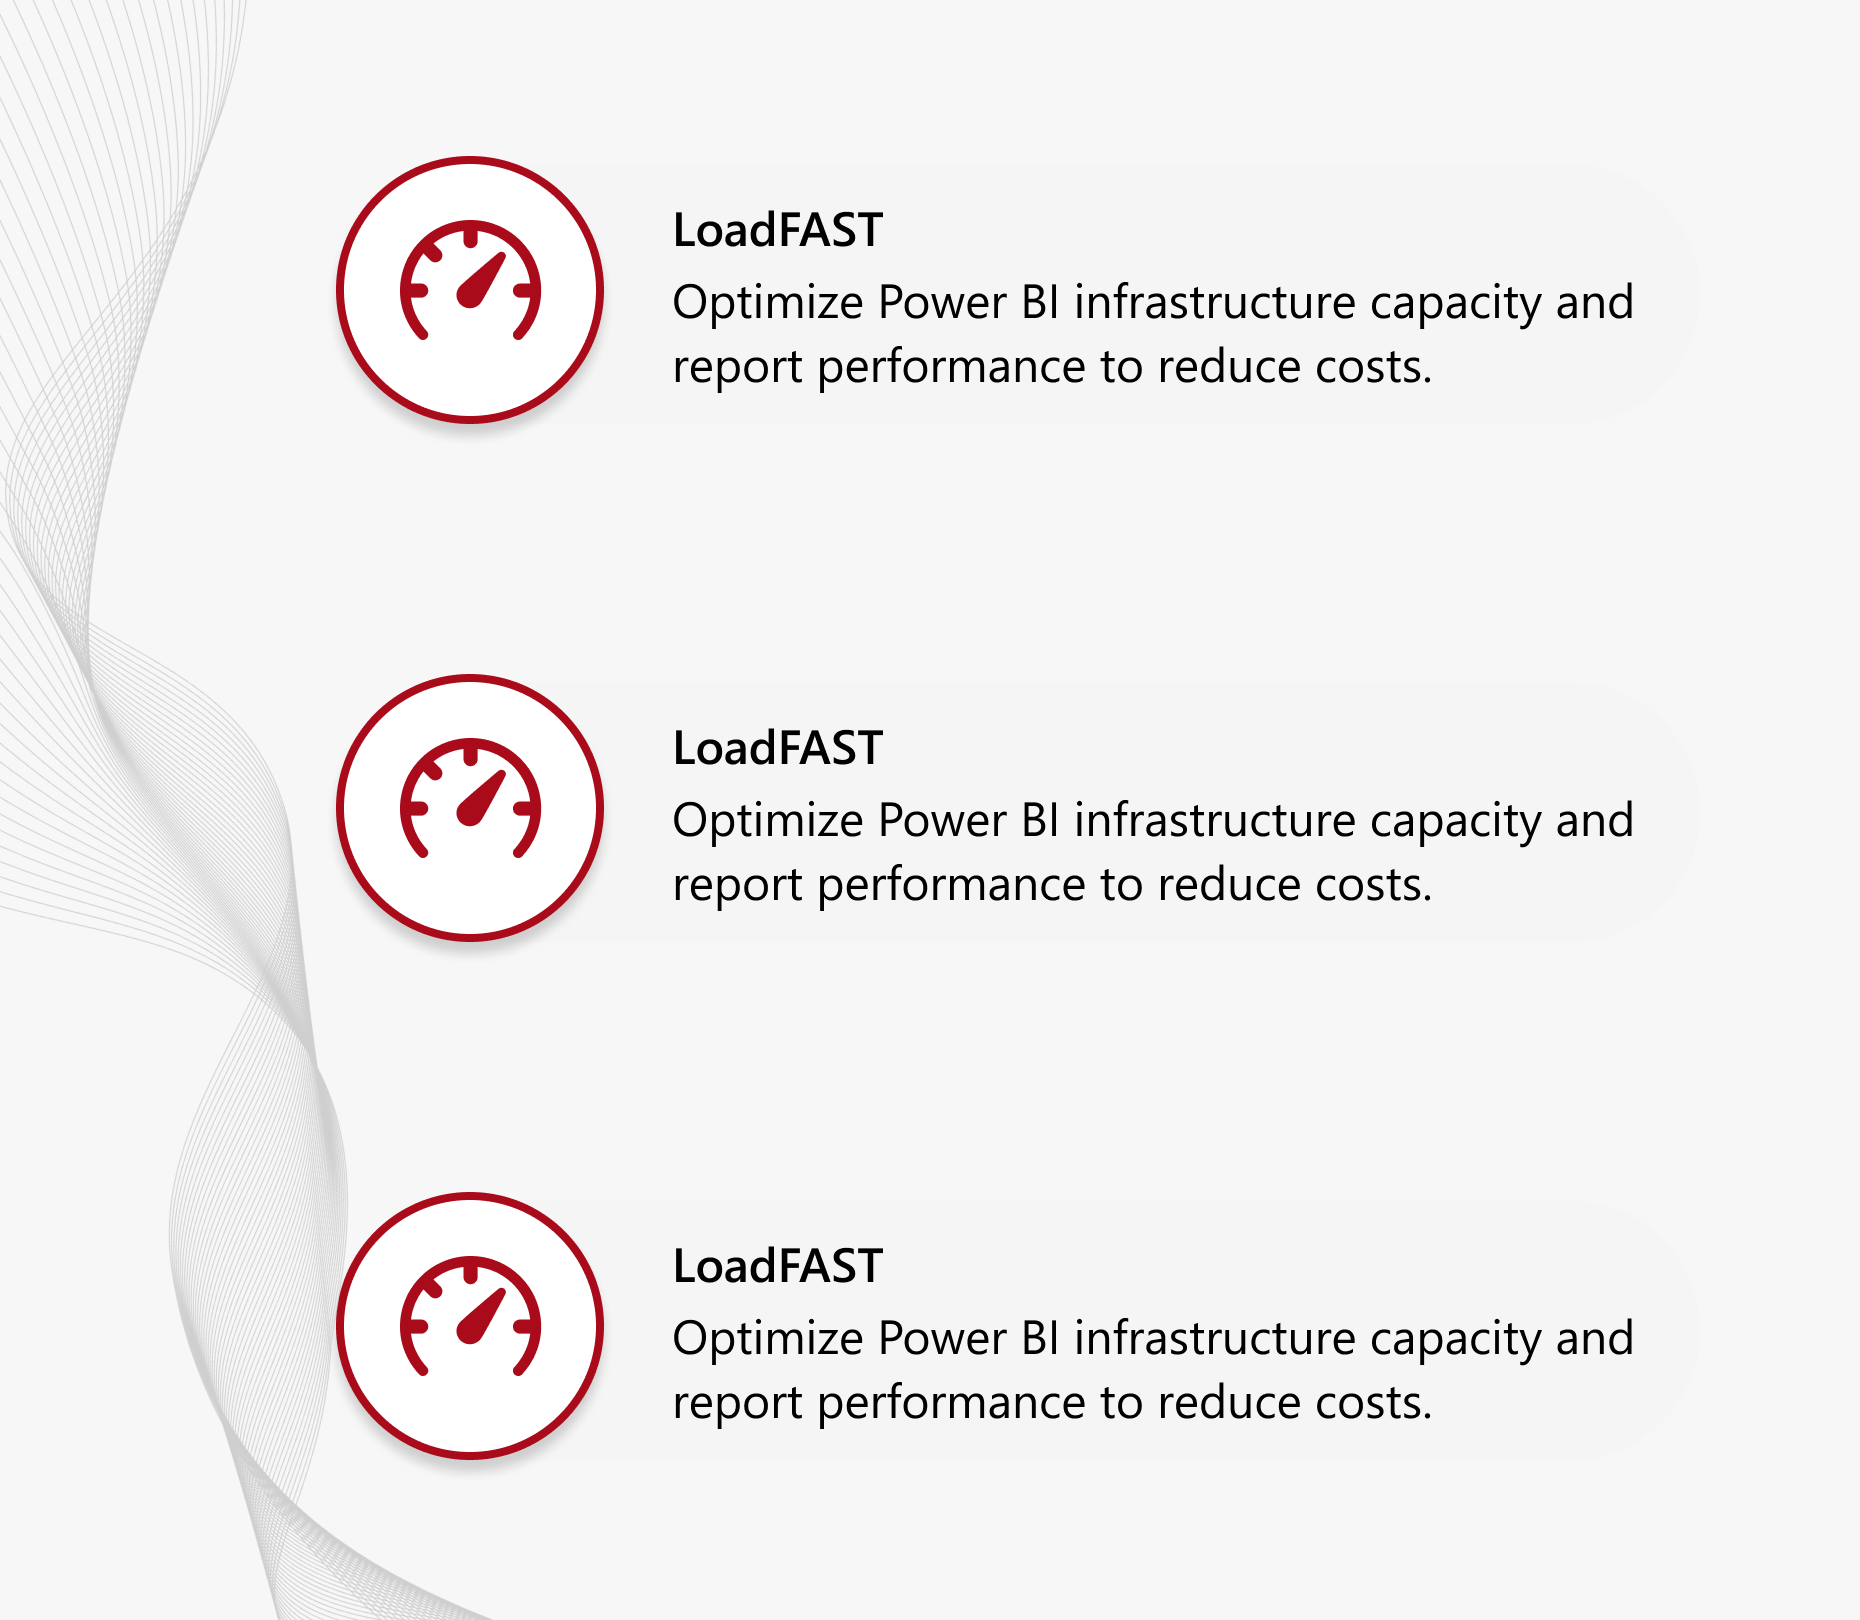 LoadFAST
Optimize Power BI infrastructure capacity and
report performance to reduce costs.
LoadFAST
Optimize Power BI infrastructure capacity and
report performance to reduce costs.
LoadFAST
Optimize Power BI infrastructure capacity and
report performance to reduce costs.